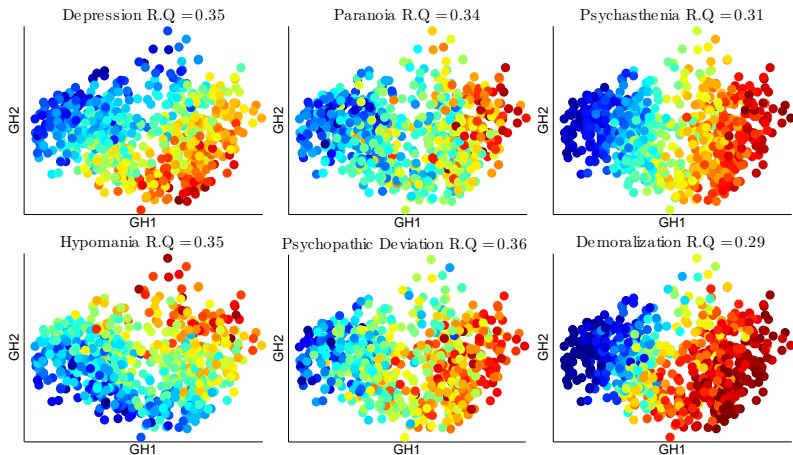 Depression R.Q = 0.35
Paranoia R.Q = 0.34
Psychasthenia R.Q = 0.31
GH2
GH2
GH2
GH1
GH1
GH1
Hypomania R.Q = 0.35
Psychopathic Deviation R.Q = 0.36
Demoralization R.Q = 0.29
GH2
GH2
GH2
GH1
GH1
GH1